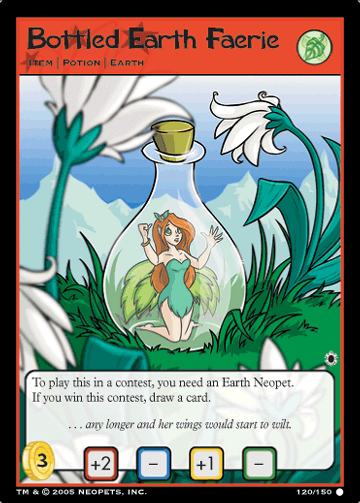 Bottled Earth Faerie
Item | Potion | Earth
To play this in a contest, you need an Earth Neopet.
If you win this contest, draw a card.
. . . any longer and her wings would start to wilt.
3
+2
–
+1
–
TM & © 2005 NEOPETS, INC.
120/150